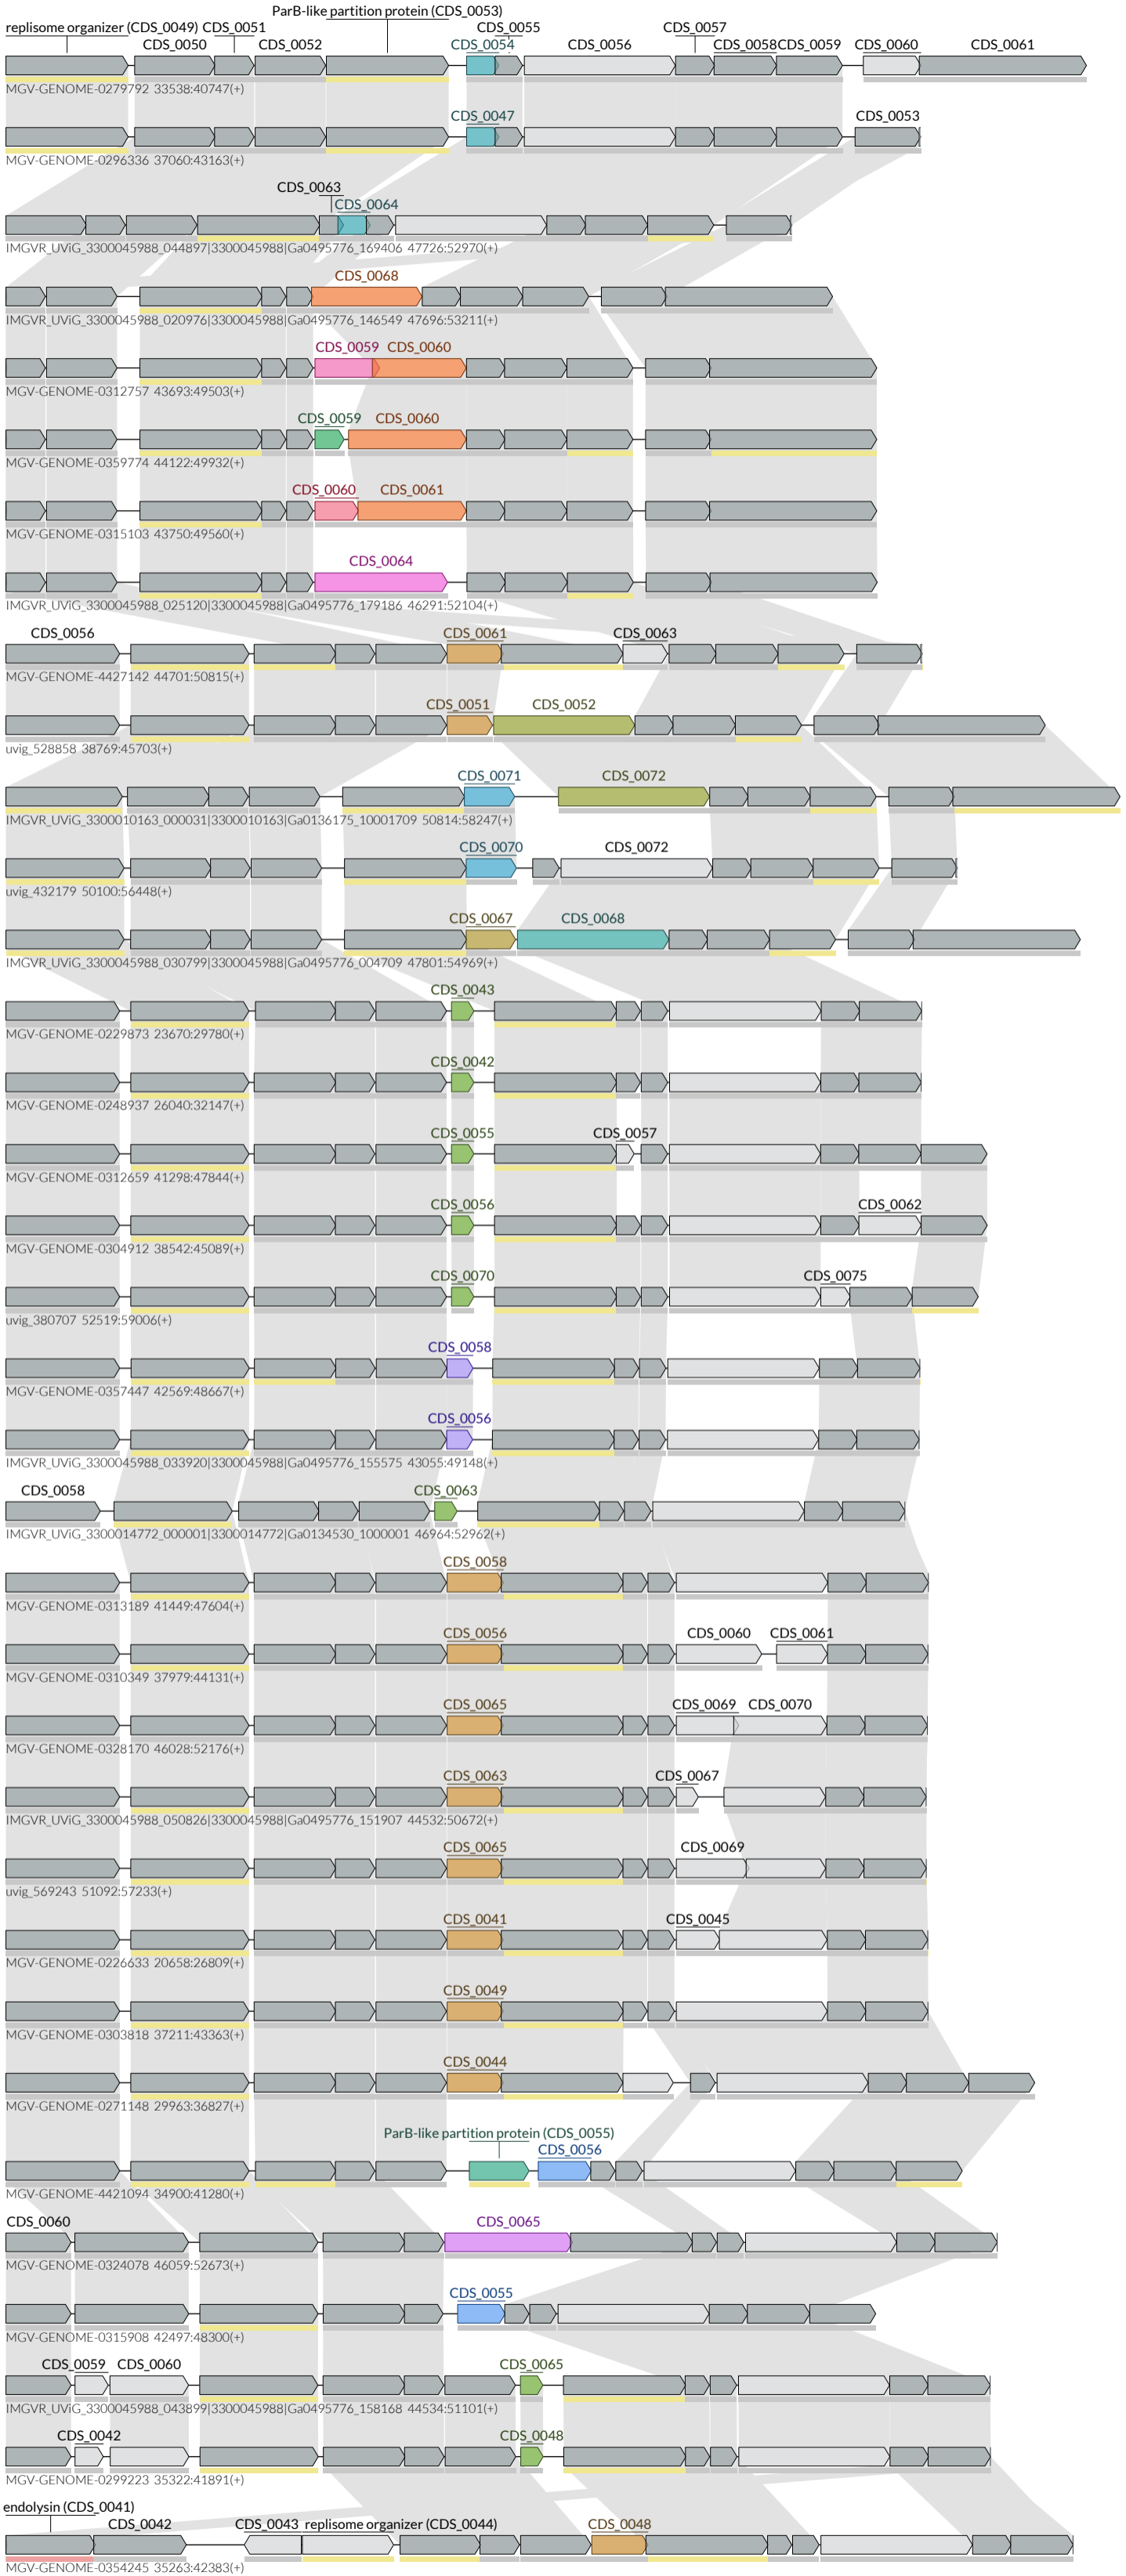 ParB-like partition protein (CDS_0053)
replisome organizer (CDS_0049) CDS_0051 CDS_0055 CDS_0057
CDS_0050 CDS_0052 CDS_0054 CDS_0056 CDS_0058 CDS_0059 CDS_0060 CDS_0061
MGV-GENOME-0279792 33538:40747(+)
CDS_0047 CDS_0053
MGV-GENOME-0296336 37060:43163(+)
CDS_0063
CDS_0064
IMGVR_UViG_3300045988_044897|3300045988|Ga0495776_169406 47726:52970(+)
CDS_0068
IMGVR_UViG_3300045988_020976|3300045988|Ga0495776_146549 47696:53211(+)
CDS_0059 CDS_0060
MGV-GENOME-0312757 43693:49503(+)
CDS_0059 CDS_0060
MGV-GENOME-0359774 44122:49932(+)
CDS_0060 CDS_0061
MGV-GENOME-0315103 43750:49560(+)
CDS_0064
IMGVR_UViG_3300045988_025120|3300045988|Ga0495776_179186 46291:52104(+)
CDS_0056 CDS_0061 CDS_0063
MGV-GENOME-4427142 44701:50815(+)
CDS_0051 CDS_0052
uvig_528858 38769:45703(+)
CDS_0071 CDS_0072
IMGVR_UViG_3300010163_000031|3300010163|Ga0136175_10001709 50814:58247(+)
CDS_0070 CDS_0072
uvig_432179 50100:56448(+)
CDS_0067 CDS_0068
IMGVR_UViG_3300045988_030799|3300045988|Ga0495776_004709 47801:54969(+)
CDS_0043
MGV-GENOME-0229873 23670:29780(+)
CDS_0042
MGV-GENOME-0248937 26040:32147(+)
CDS_0055 CDS_0057
MGV-GENOME-0312659 41298:47844(+)
CDS_0056 CDS_0062
MGV-GENOME-0304912 38542:45089(+)
CDS_0070 CDS_0075
uvig_380707 52519:59006(+)
CDS_0058
MGV-GENOME-0357447 42569:48667(+)
CDS_0056
IMGVR_UViG_3300045988_033920|3300045988|Ga0495776_155575 43055:49148(+)
CDS_0058 CDS_0063
IMGVR_UViG_3300014772_000001|3300014772|Ga0134530_1000001 46964:52962(+)
CDS_0058
MGV-GENOME-0313189 41449:47604(+)
CDS_0056 CDS_0060 CDS_0061
MGV-GENOME-0310349 37979:44131(+)
CDS_0065 CDS_0069 CDS_0070
MGV-GENOME-0328170 46028:52176(+)
CDS_0063 CDS_0067
IMGVR_UViG_3300045988_050826|3300045988|Ga0495776_151907 44532:50672(+)
CDS_0065 CDS_0069
uvig_569243 51092:57233(+)
CDS_0041 CDS_0045
MGV-GENOME-0226633 20658:26809(+)
CDS_0049
MGV-GENOME-0303818 37211:43363(+)
CDS_0044
MGV-GENOME-0271148 29963:36827(+)
ParB-like partition protein (CDS_0055)
CDS_0056
MGV-GENOME-4421094 34900:41280(+)
CDS_0060 CDS_0065
MGV-GENOME-0324078 46059:52673(+)
CDS_0055
MGV-GENOME-0315908 42497:48300(+)
CDS_0059 CDS_0060 CDS_0065
IMGVR_UViG_3300045988_043899|3300045988|Ga0495776_158168 44534:51101(+)
CDS_0042 CDS_0048
MGV-GENOME-0299223 35322:41891(+)
endolysin (CDS_0041)
CDS_0042 CDS_0043 replisome organizer (CDS_0044) CDS_0048
MGV-GENOME-0354245 35263:42383(+)